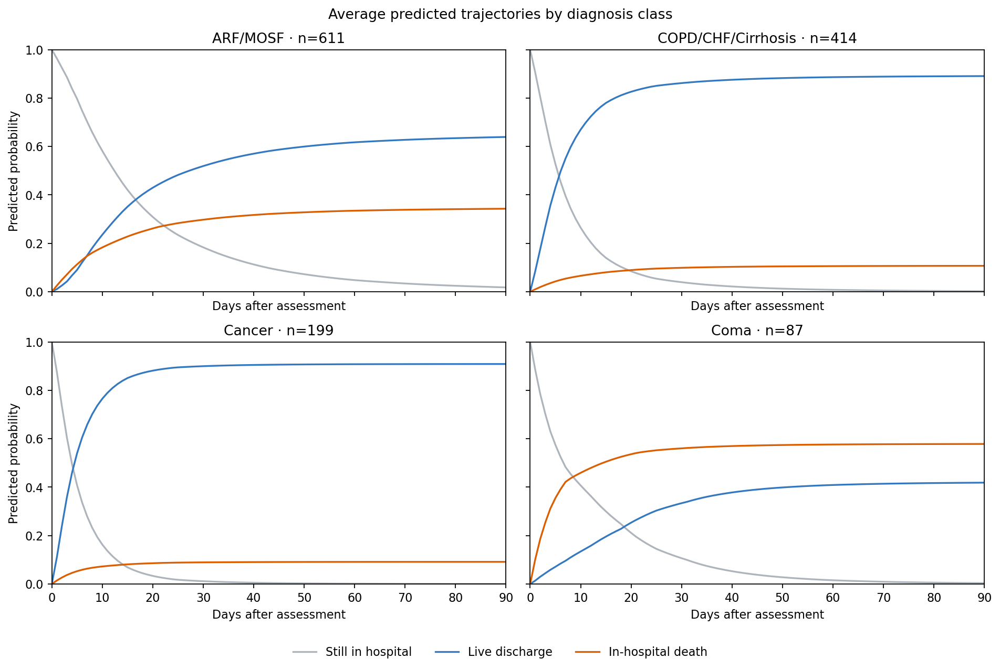 Average predicted trajectories by diagnosis class
ARF/MOSF · n=611
COPD/CHF/Cirrhosis · n=414
1.0
0.8
0.6
0.4
0.2
0.0
Predicted probability
Days after assessment
Days after assessment
Cancer · n=199
Coma · n=87
1.0
0.8
0.6
0.4
0.2
0.0
Predicted probability
0 10 20 30 40 50 60 70 80 90
0 10 20 30 40 50 60 70 80 90
Days after assessment
Days after assessment
Still in hospital
Live discharge
In-hospital death